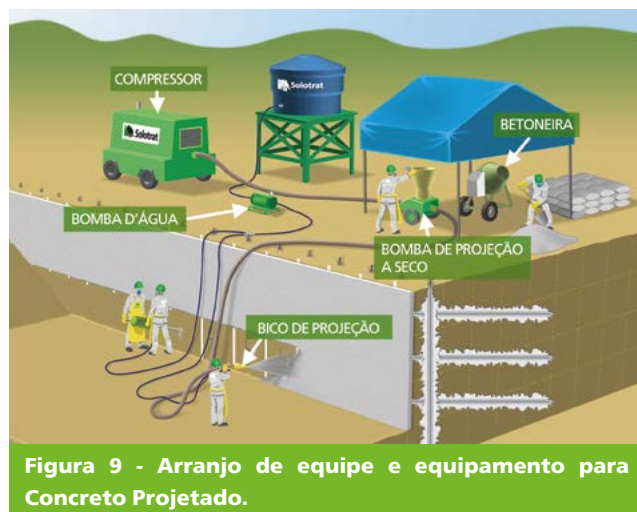 COMPRESSOR
Solotrat
Solotrat
BETONEIRA
BOMBA D'ÁGUA
BOMBA DE PROJEÇÃO
A SECO
BICO DE PROJEÇÃO
Figura 9 - Arranjo de equipe e equipamento para
Concreto Projetado.